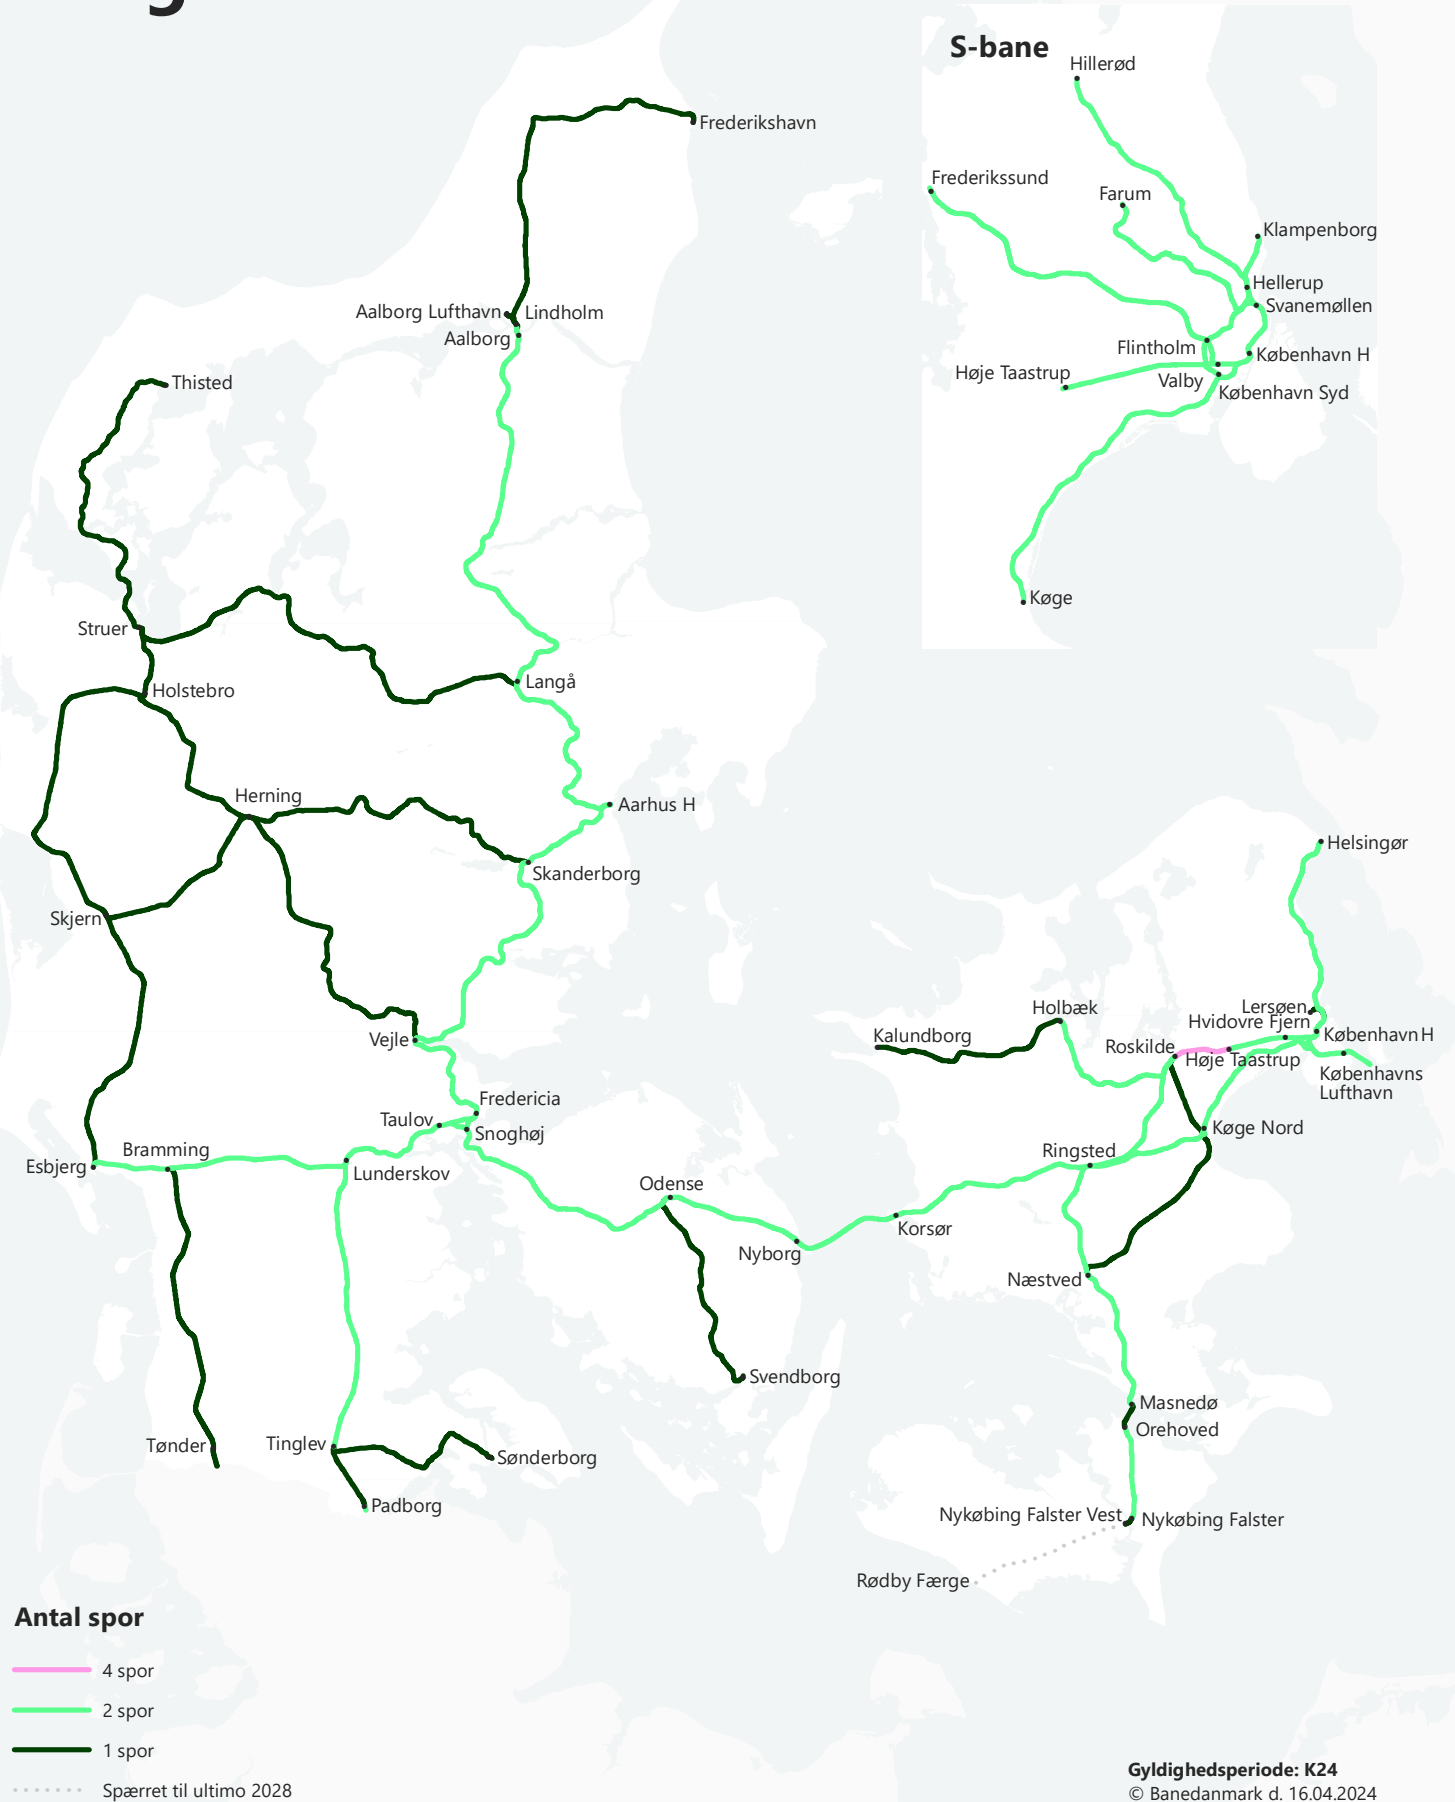 S-bane
Hillerød
Frederikshavn
Frederikssund
Farum
Klampenborg
Hellerup
Svanemøllen
Aalborg Lufthavn
Lindholm
Aalborg
Flintholm
København H
Høje Taastrup
Valby
København Syd
Thisted
Køge
Struer
Langå
Holstebro
Herning
Aarhus H
Helsingør
Skanderborg
Skjern
Holbæk
Lersøen
Hvidovre Fjern
Kalundborg
København H
Vejle
Roskilde
Høje Taastrup
Københavns
Lufthavn
Fredericia
Taulov
Snoghøj
Køge Nord
Bramming
Ringsted
Esbjerg
Lunderskov
Odense
Korsør
Nyborg
Næstved
Svendborg
Masnedø
Orehoved
Tønder
Tinglev
Sønderborg
Padborg
Nykøbing Falster Vest
Nykøbing Falster
Rødby Færge
Antal spor
4 spor
2 spor
1 spor
Spærret til ultimo 2028
Gyldighedsperiode: K24
© Banedanmark d. 16.04.2024